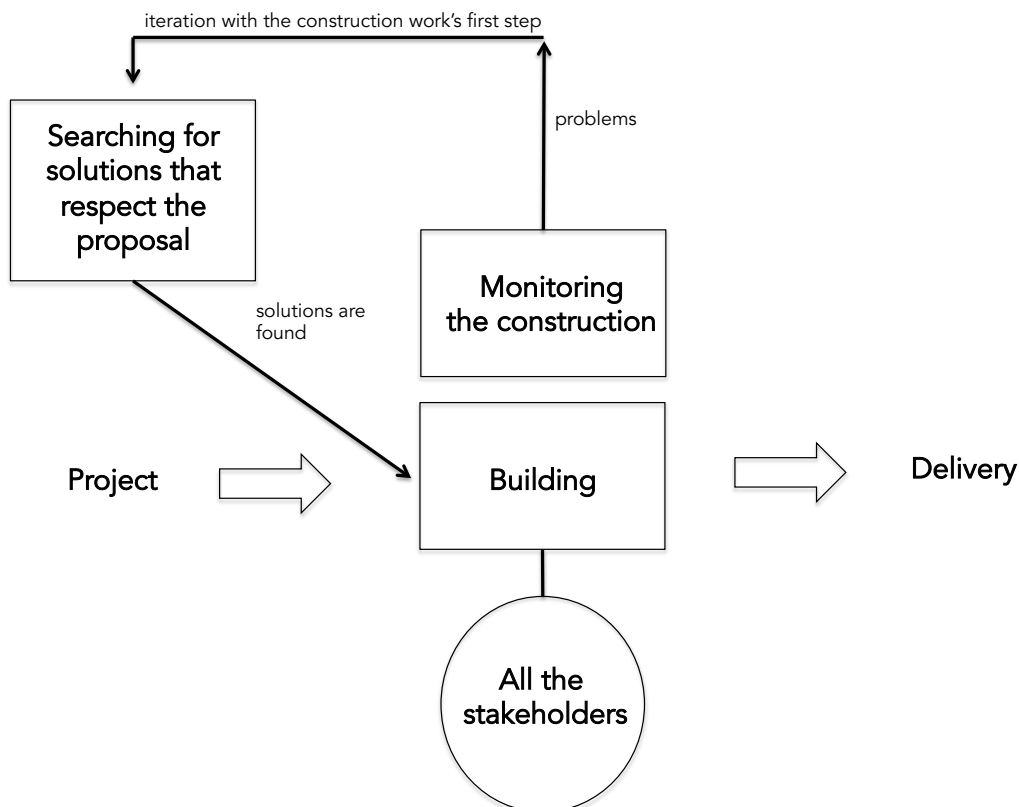 iteration with the construction work's first step
problems
Searching for
solutions that
respect the
proposal
Monitoring
the construction
solutions are
found
Project
Building
Delivery
All the
stakeholders